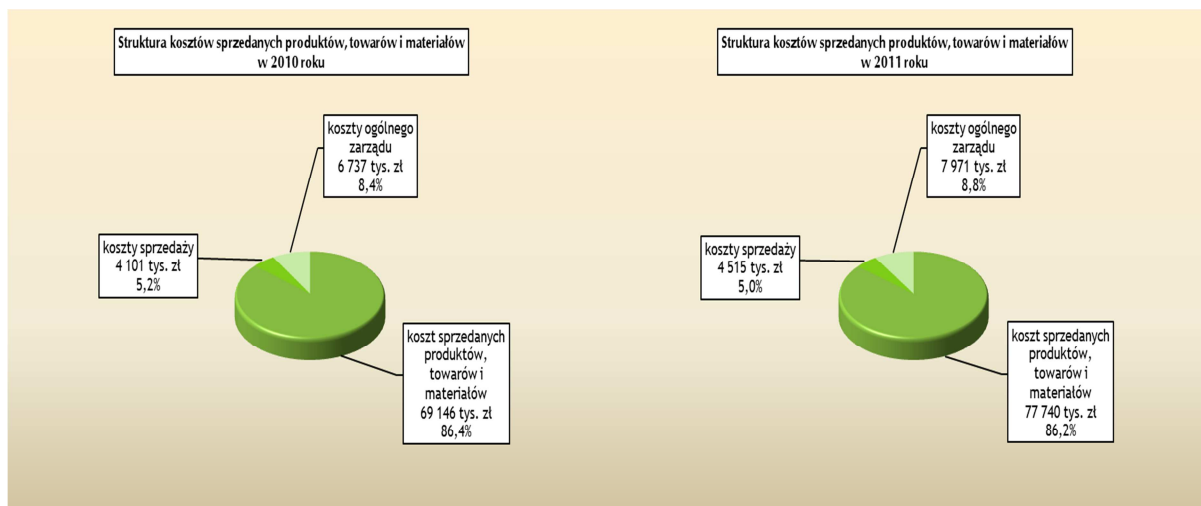 Struktura kosztów sprzedanych produktów, towarów i materiałów
w 2010 roku
koszty ogólnego
zarządu
6 737 tys. zł
8,4%
koszty sprzedaży
4 101 tys. zł
5,2%
koszt sprzedanych
produktów,
towarów i
materiałów
69 146 tys. zł
86,4%
Struktura kosztów sprzedanych produktów, towarów i materiałów
w 2011 roku
koszty ogólnego
zarządu
7 971 tys. zł
8,8%
koszty sprzedaży
4 515 tys. zł
5,0%
koszt sprzedanych
produktów,
towarów i
materiałów
77 740 tys. zł
86,2%